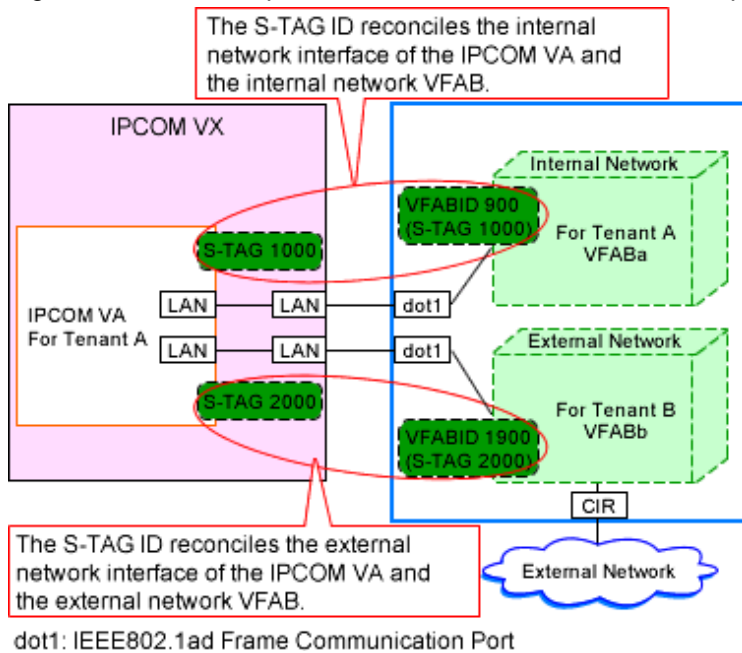 The S-TAG ID reconciles the internal
network interface of the IPCOM VA and
the internal network VFAB.
IPCOM VX
Internal Network
VFABID 900
(S-TAG 1000)
For Tenant A
VFABa
S-TAG 1000
IPCOM VA
For Tenant A
LAN
LAN
dot1
LAN
LAN
dot1
External Network
S-TAG 2000
For Tenant B
VFABb
VFABID 1900
(S-TAG 2000)
CIR
External Network
The S-TAG ID reconciles the external
network interface of the IPCOM VA and
the external network VFAB.
dot1: IEEE802.1ad Frame Communication Port